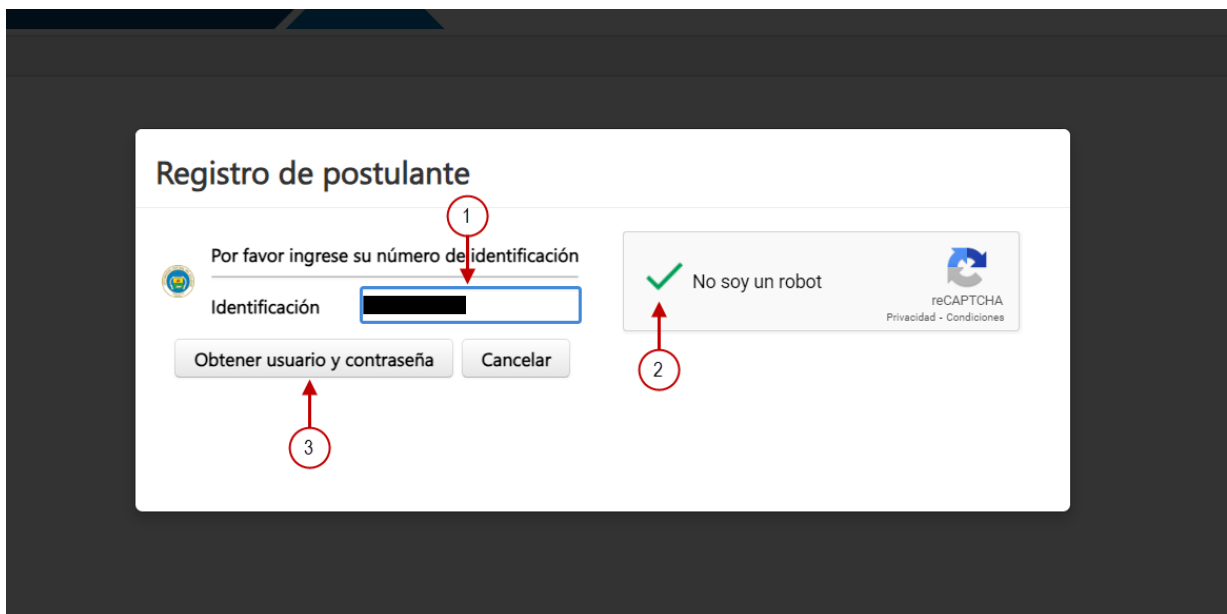 Registro de postulante
1
Por favor ingrese su número de identificación
Identificación
Obtener usuario y contraseña
Cancelar
3
No soy un robot
reCAPTCHA
Privacidad - Condiciones
2